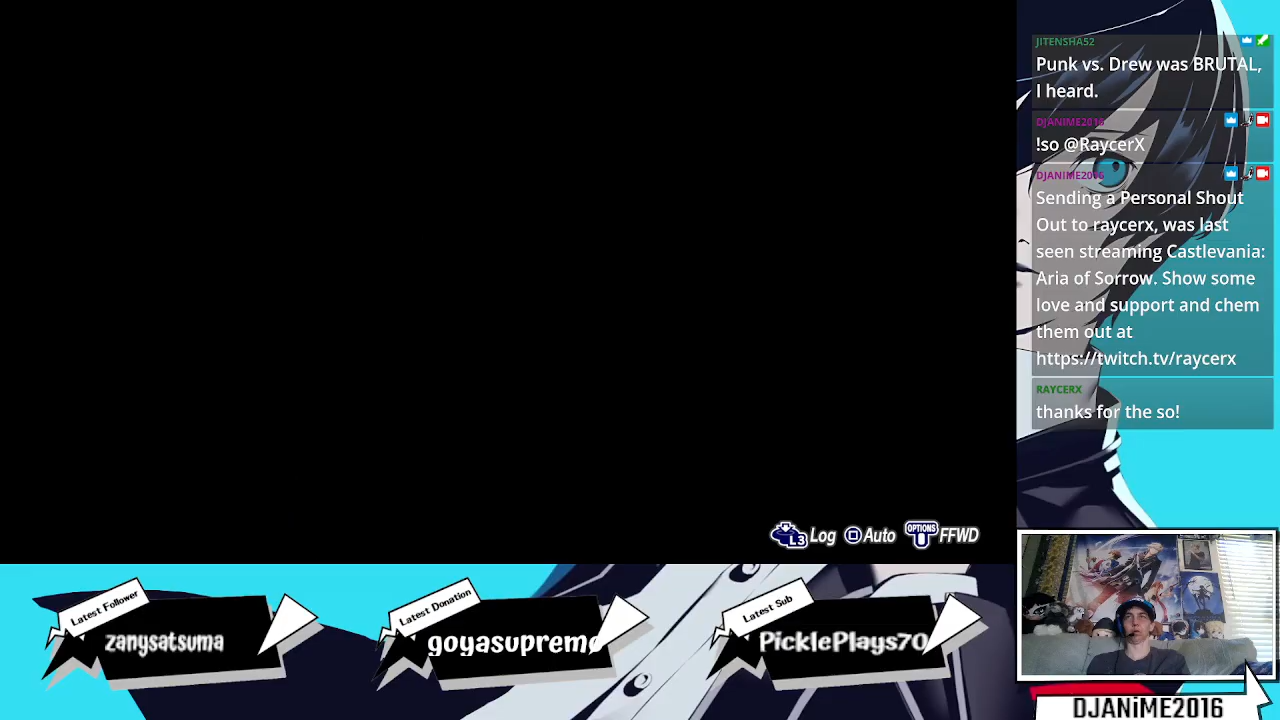 JITENSHA52
Punk vs. Drew was BRUTAL,
I heard.
DJANIME2016
!so @RaycerX
DJANIME2016
Sending a Personal Shout
Out to raycerx, was last
seen streaming Castlevania:
Aria of Sorrow. Show some
love and support and chem
them out at
https://twitch.tv/raycerx
RAYCERX
thanks for the so!
L3 Log Auto OPTIONS FFWD
Latest Follower
zanysatsuma
Latest Donation
goyasupreme
Latest Sub
PicklePlays70
DJANiME2016